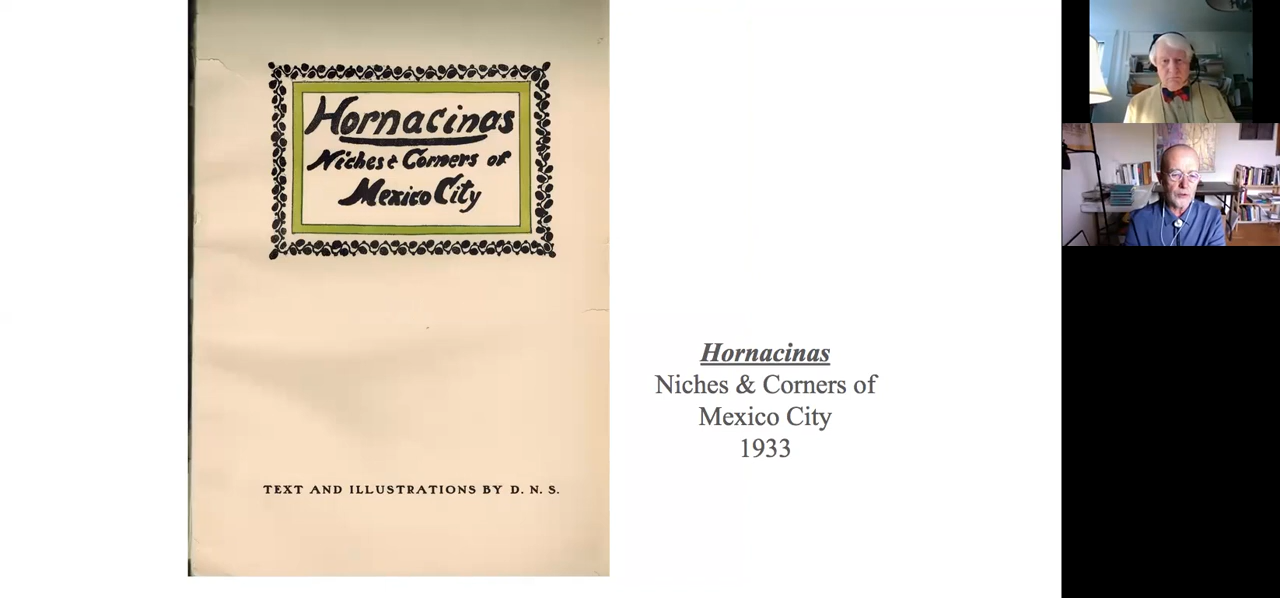 Hornacinas
Niches & Corners of
Mexico City
TEXT AND ILLUSTRATIONS BY D. N. S.
Hornacinas
Niches & Corners of
Mexico City
1933